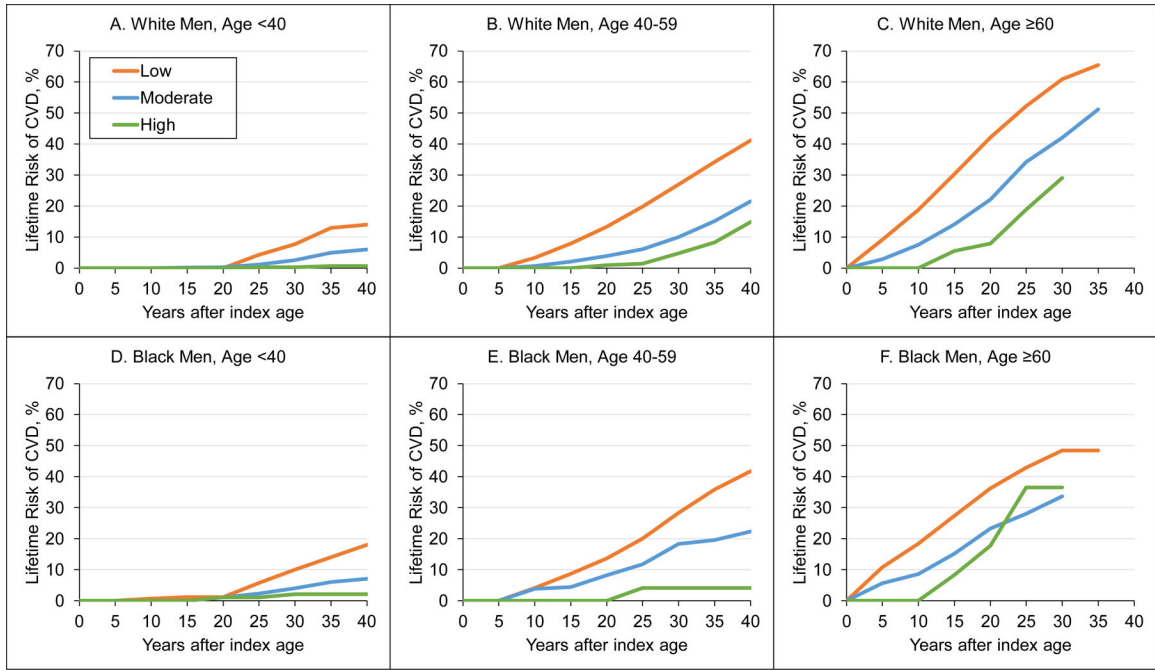 A. White Men, Age <40
Lifetime Risk of CVD, %
70
60
50
40
30
20
10
0
Low
Moderate
High
0 5 10 15 20 25 30 35 40
Years after index age
B. White Men, Age 40-59
Lifetime Risk of CVD, %
70
60
50
40
30
20
10
0
0 5 10 15 20 25 30 35 40
Years after index age
C. White Men, Age ≥60
Lifetime Risk of CVD, %
70
60
50
40
30
20
10
0
0 5 10 15 20 25 30 35 40
Years after index age
D. Black Men, Age <40
Lifetime Risk of CVD, %
70
60
50
40
30
20
10
0
0 5 10 15 20 25 30 35 40
Years after index age
E. Black Men, Age 40-59
Lifetime Risk of CVD, %
70
60
50
40
30
20
10
0
0 5 10 15 20 25 30 35 40
Years after index age
F. Black Men, Age ≥60
Lifetime Risk of CVD, %
70
60
50
40
30
20
10
0
0 5 10 15 20 25 30 35 40
Years after index age